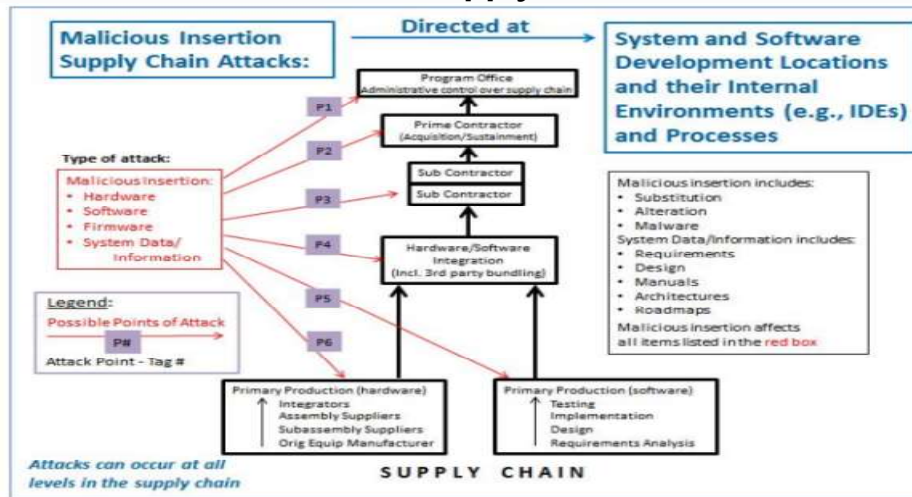 Malicious Insertion
Supply Chain Attacks:
Directed at
System and Software
Development Locations
and their Internal
Environments (e.g., IDEs)
and Processes
Program Office
Administrative control over supply chain
P1
Prime Contractor
(Acquisition/Sustainment)
P2
Type of attack:
Malicious Insertion:
• Hardware
• Software
• Firmware
• System Data/
Information
Sub Contractor
Sub Contractor
P3
P4
Hardware/Software
Integration
(Incl. 3rd party bundling)
P5
P6
Malicious insertion includes:
• Substitution
• Alteration
• Malware
System Data/Information includes:
• Requirements
• Design
• Manuals
• Architectures
• Roadmaps
Malicious insertion affects
all items listed in the red box
Legend:
Possible Points of Attack
P#
Attack Point - Tag #
Primary Production (hardware)
Integrators
Assembly Suppliers
Subassembly Suppliers
Orig Equip Manufacturer
Primary Production (software)
Testing
Implementation
Design
Requirements Analysis
Attacks can occur at all
levels in the supply chain
SUPPLY CHAIN